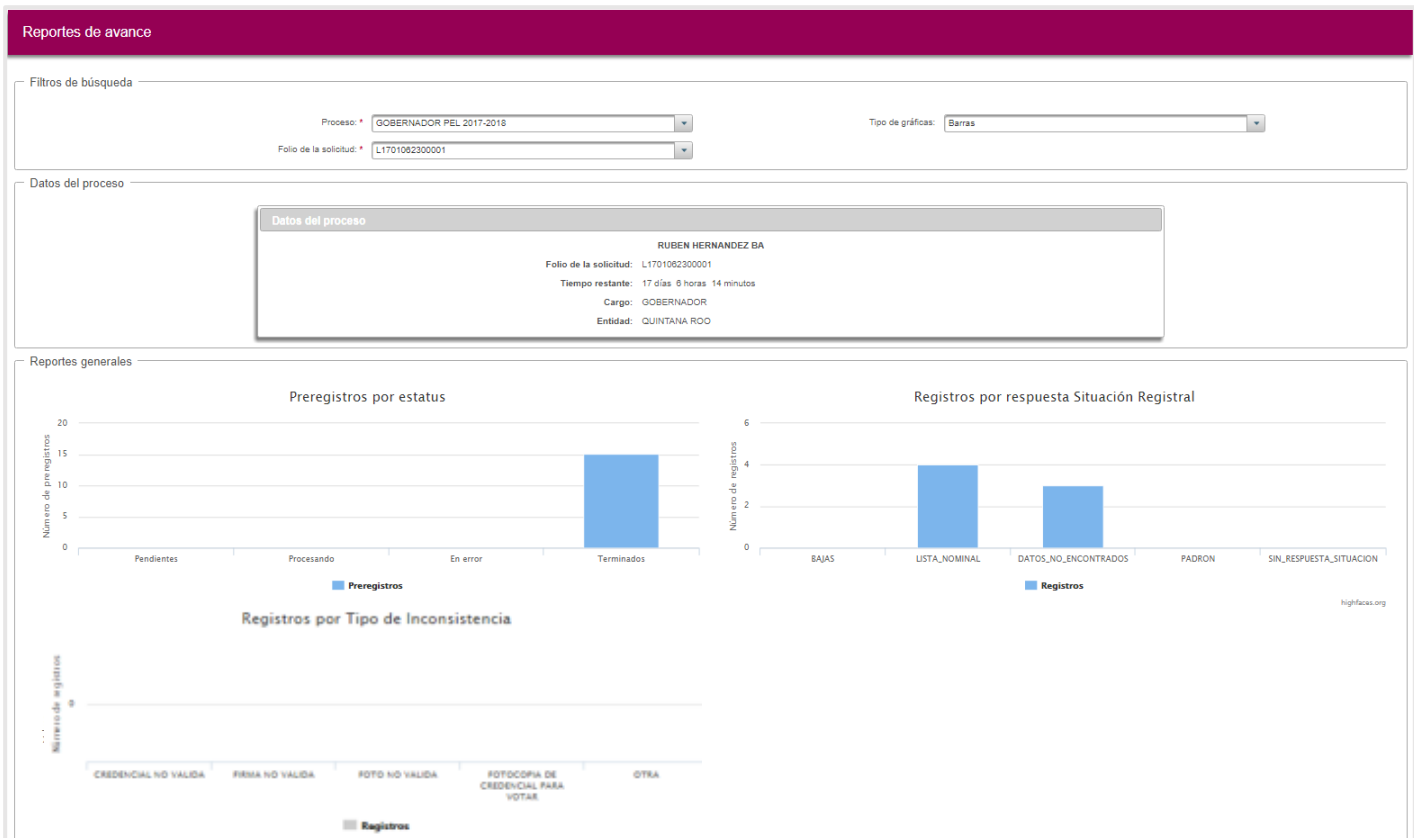 Reportes de avance
Filtros de búsqueda
Proceso: * GOBERNADOR PEL 2017-2018 Tipo de gráficas: Barras
Folio de la solicitud: * L1701062300001
Datos del proceso
Datos del proceso
RUBEN HERNANDEZ BA
Folio de la solicitud: L1701062300001
Tiempo restante: 17 días 6 horas 14 minutos
Cargo: GOBERNADOR
Entidad: QUINTANA ROO
Reportes generales
Preregistros por estatus
Número de preregistros
20
15
10
5
0
Pendientes Procesando En error Terminados
Preregistros
Registros por respuesta Situación Registral
Número de registros
6
4
2
0
BAJAS LISTA_NOMINAL DATOS_NO_ENCONTRADOS PADRON SIN_RESPUESTA_SITUACION
Registros
highfaces.org
Registros por Tipo de Inconsistencia
Número de registros
0
CREDENCIAL NO VALIDA FIRMA NO VALIDA FOTO NO VALIDA FOTOCOPIA DE CREDENCIAL PARA VOTAR OTRA
Registros